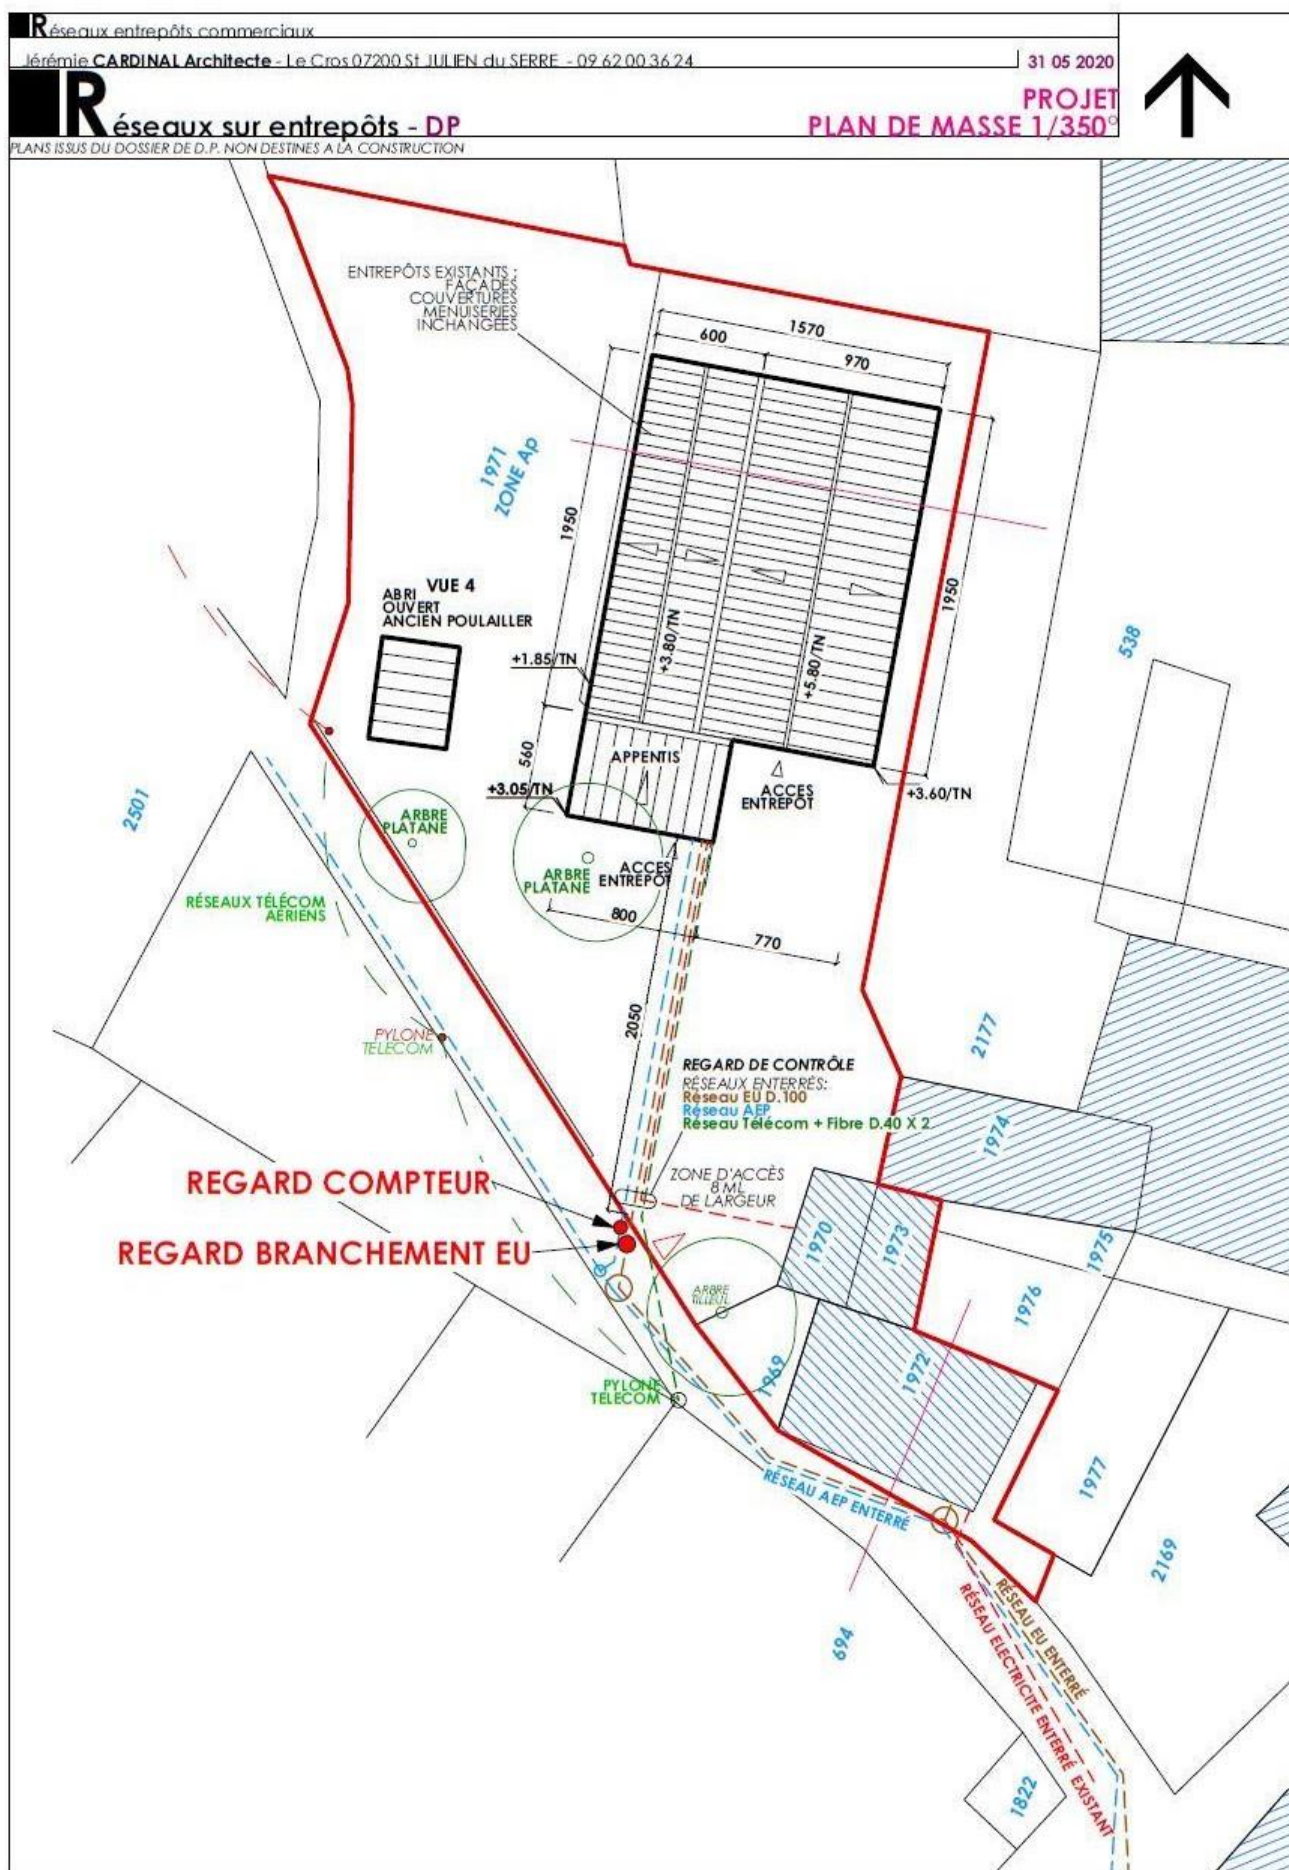 Réseaux entrepôts commerciaux
Jérémie CARDINAL Architecte - Le Cros 07200 St JULIEN du SERRE - 09 62 00 36 24
31 05 2020
Réseaux sur entrepôts - DP
PROJET
PLAN DE MASSE 1/350°
PLANS ISSUS DU DOSSIER DE D.P. NON DESTINES A LA CONSTRUCTION
ENTREPÔTS EXISTANTS :
FAÇADES
COUVERTURES
MENUISERIES
INCHANGÉES
1570
600
970
1971
ZONE Ap
1950
1950
538
VUE 4
ABRI
OUVERT
ANCIEN POULAILLER
+1.85/TN
+3.80/TN
+5.80/TN
560
APPENTIS
ACCES
ENTREPÔT
+3.05/TN
+3.60/TN
2501
ARBRE
PLATANE
ARBRE
PLATANE
ACCES
ENTREPÔT
RÉSEAUX TÉLÉCOM
AÉRIENS
800
770
2050
PYLONE
TELECOM
2177
REGARD DE CONTRÔLE
RÉSEAUX ENTERRÉS:
Réseau EU D.100
Réseau AEP
Réseau Télécom + Fibre D.40 X 2
1974
REGARD COMPTEUR
ZONE D'ACCÈS
8 ML
DE LARGEUR
REGARD BRANCHEMENT EU
1970
1973
1975
ARBRE
TILLEUL
1976
1969
1972
PYLONE
TELECOM
RÉSEAU AEP ENTERRÉ
1977
2169
694
RÉSEAU EU ENTERRÉ
RÉSEAU ELECTRICITE ENTERRÉ EXISTANT
1822